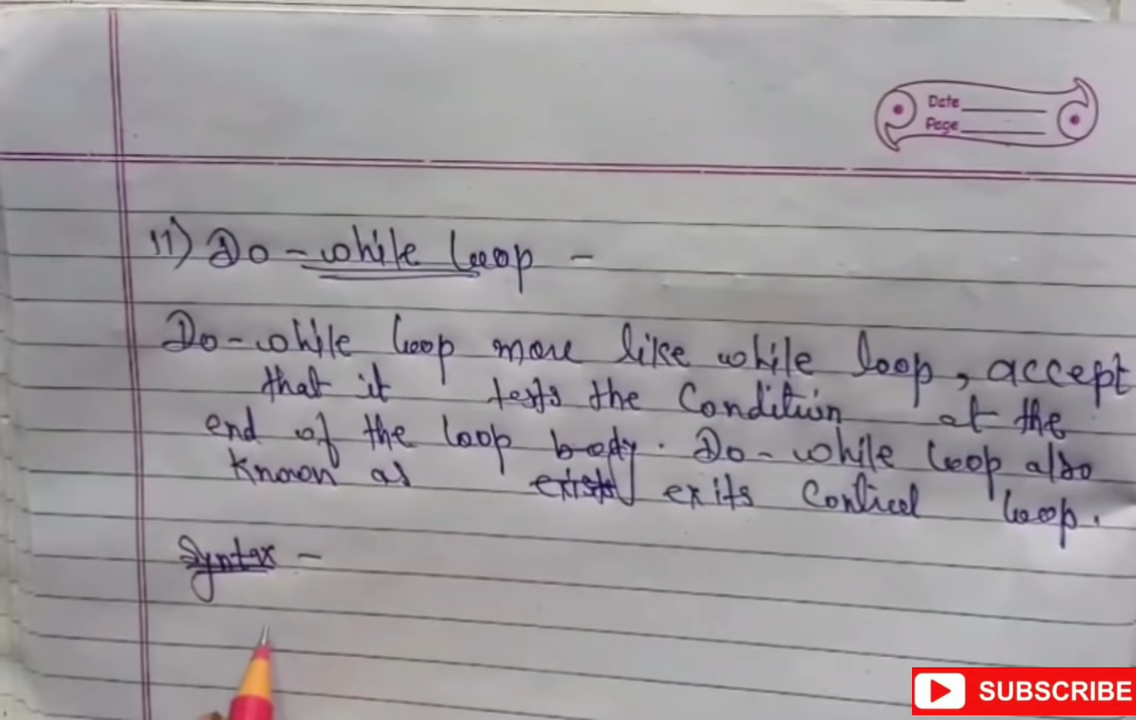 Date
Page
11) Do - while loop -
Do-while loop more like while loop, accept
that it tests the Condition at the
end of the loop body. Do-while loop also
known as exists exits Control loop.
Syntax -
SUBSCRIBE